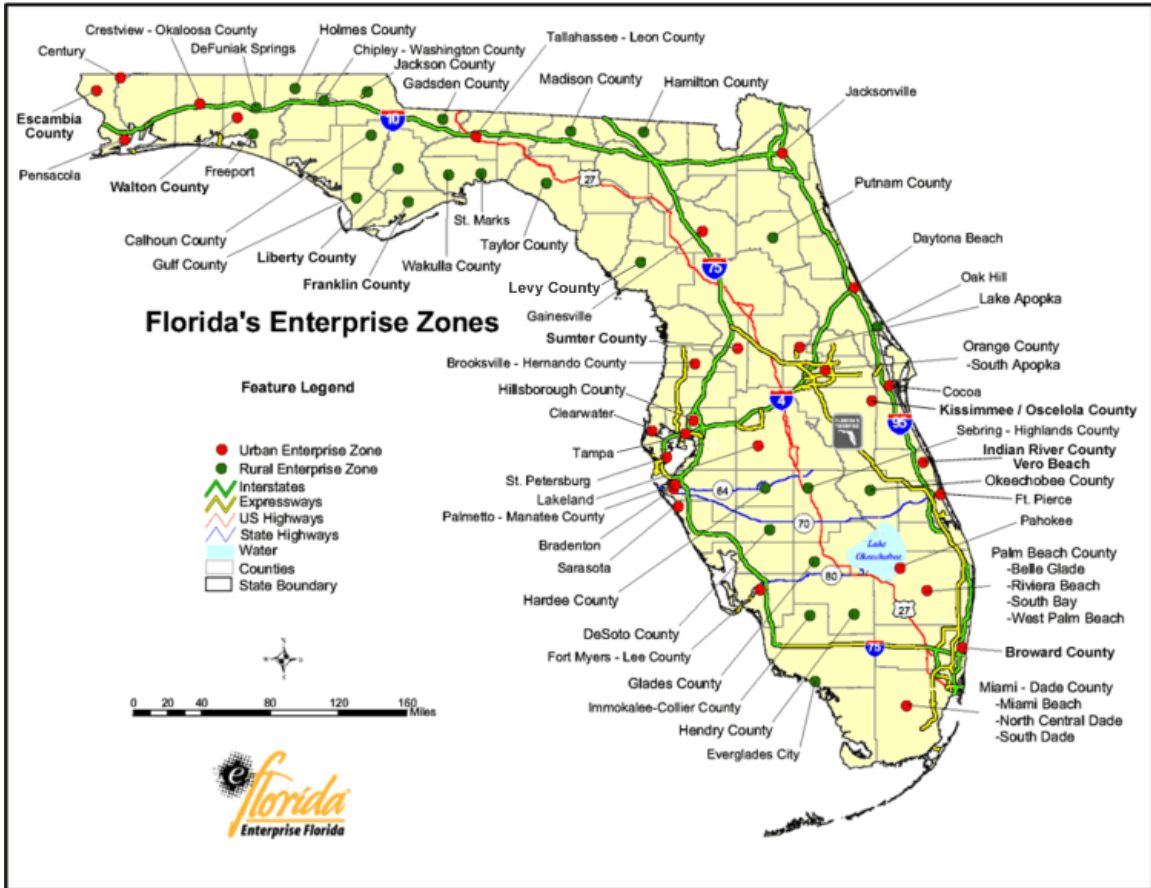 Crestview - Okaloosa County
Holmes County
Chipley - Washington County
Tallahassee - Leon County
Century
DeFuniak Springs
Jackson County
Madison County
Hamilton County
Gadsden County
Jacksonville
Escambia
County
10
Pensacola
Freeport
Walton County
27
Putnam County
St. Marks
Calhoun County
Taylor County
Daytona Beach
Gulf County
Liberty County
Wakulla County
75
Oak Hill
Franklin County
Levy County
Lake Apopka
Gainesville
Florida's Enterprise Zones
Sumter County
Orange County
-South Apopka
Brooksville - Hernando County
Feature Legend
Hillsborough County
Cocoa
4
Clearwater
Kissimmee / Oscelola County
95
FLORIDA'S
TURNPIKE
Sebring - Highlands County
Urban Enterprise Zone
Tampa
Indian River County
Vero Beach
Rural Enterprise Zone
St. Petersburg
Okeechobee County
Interstates
Lakeland
64
Ft. Pierce
Expressways
Palmetto - Manatee County
70
Pahokee
US Highways
State Highways
Bradenton
Lake
Okeechobee
Water
Sarasota
Palm Beach County
-Belle Glade
-Riviera Beach
-South Bay
-West Palm Beach
Counties
State Boundary
80
Hardee County
27
DeSoto County
Fort Myers - Lee County
75
Broward County
Glades County
Miami - Dade County
-Miami Beach
-North Central Dade
-South Dade
Immokalee-Collier County
Hendry County
Everglades City
0 20 40 80 120 160
Miles
e
florida
Enterprise Florida